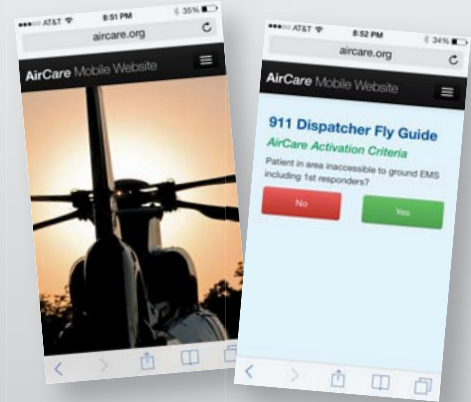 AT&T 8:51 PM 35%
aircare.org
AirCare Mobile Website
AT&T 8:52 PM 34%
aircare.org
AirCare Mobile Website
911 Dispatcher Fly Guide
AirCare Activation Criteria
Patient in area inaccessible to ground EMS
including 1st responders?
No
Yes